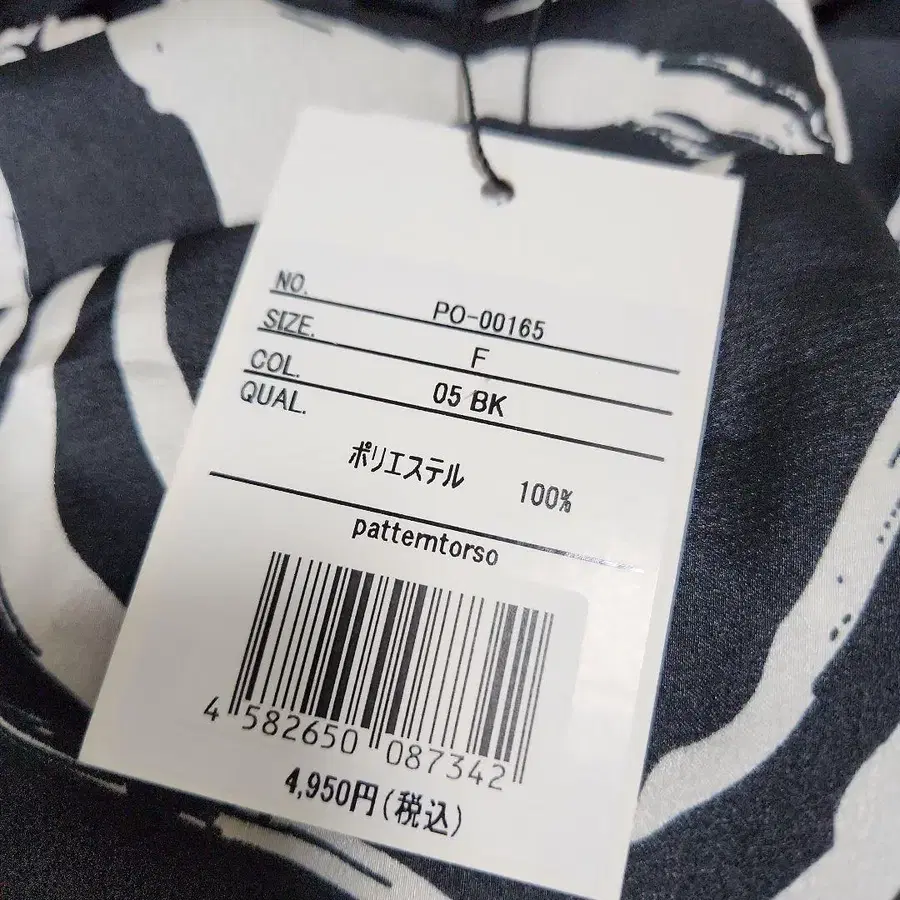 NO. PO-00165
SIZE. F
COL. 05 BK
QUAL.
ポリエステル 100%
patterntorso
4 582650 087342
4,950円(税込)